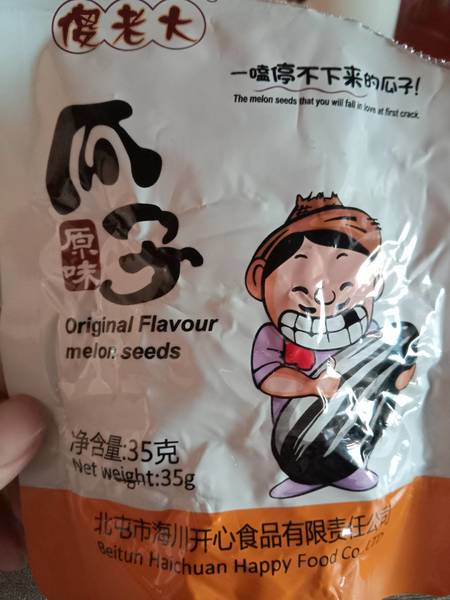 傻老大®
一嗑停不下来的瓜子!
The melon seeds that you will fall in love at first crack.
瓜子
原味
Original Flavour
melon seeds
净含量:35克
Net weight:35g
北屯市海川开心食品有限责任公司
Beitun Haichuan Happy Food Co.,LTD